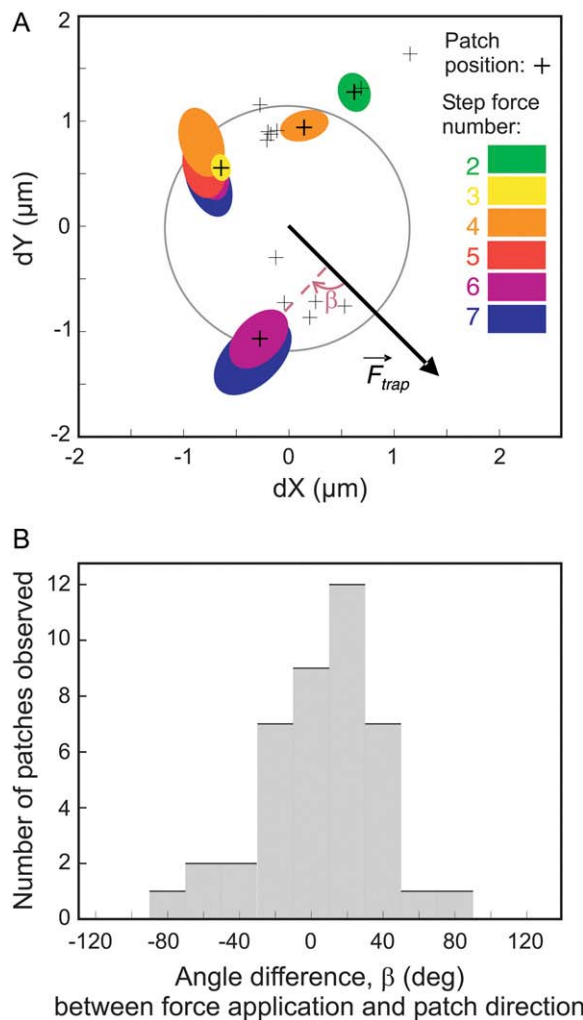 A
2
1
0
-1
-2
dY (µm)
-2
-1
0
1
2
dX (µm)
Patch
position: +
Step force
number:
2
3
4
5
6
7
β
F trap
B
12
10
8
6
4
2
0
Number of patches observed
-120
-80
-40
0
40
80
120
Angle difference, β (deg)
between force application and patch direction